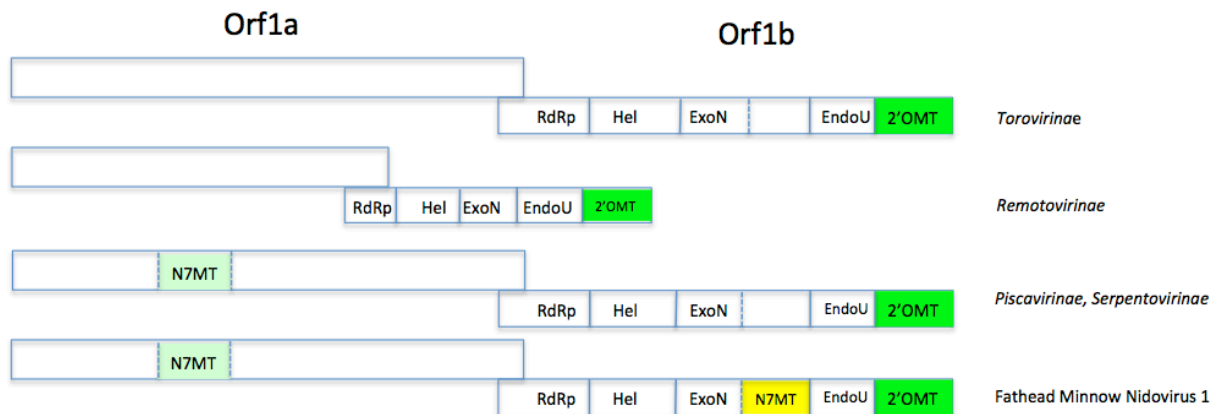 Orf1a
Orf1b
RdRp Hel ExoN EndoU 2'OMT Torovirinae
RdRp Hel ExoN EndoU 2'OMT Remotovirinae
N7MT
RdRp Hel ExoN EndoU 2'OMT Piscavirinae, Serpentovirinae
N7MT
RdRp Hel ExoN N7MT EndoU 2'OMT Fathead Minnow Nidovirus 1